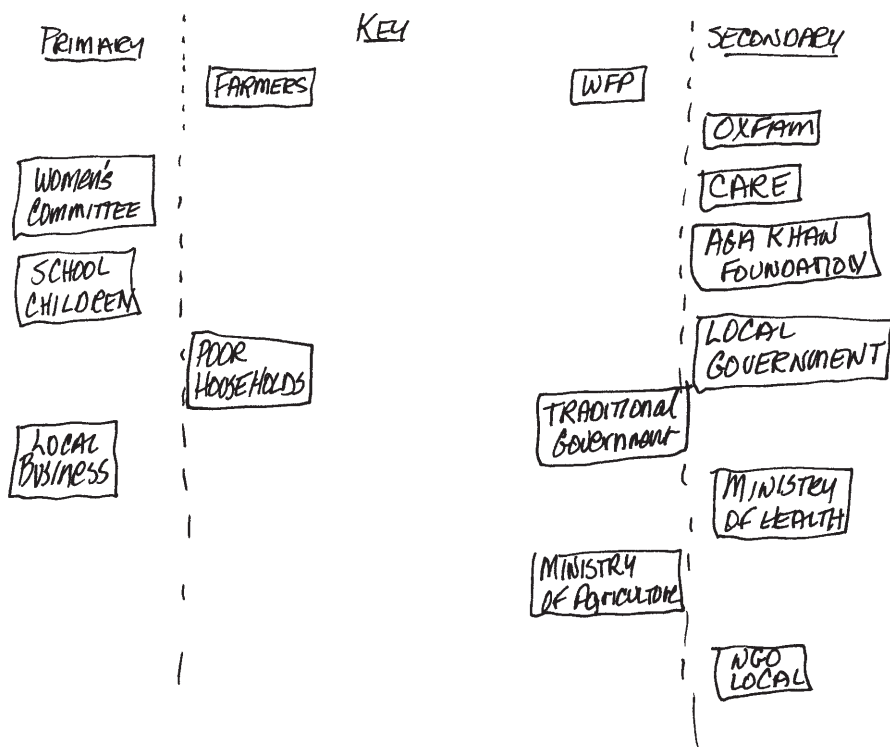 PRIMARY
KEY
SECONDARY
FARMERS
WFP
OXFAM
WOMEN'S
COMMITTEE
CARE
AGA KHAN
FOUNDATION
SCHOOL
CHILDREN
LOCAL
GOVERNMENT
POOR
HOUSEHOLDS
TRADITIONAL
GOVERNMENT
LOCAL
BUSINESS
MINISTRY
OF HEALTH
MINISTRY
OF AGRICULTURE
NGO
LOCAL